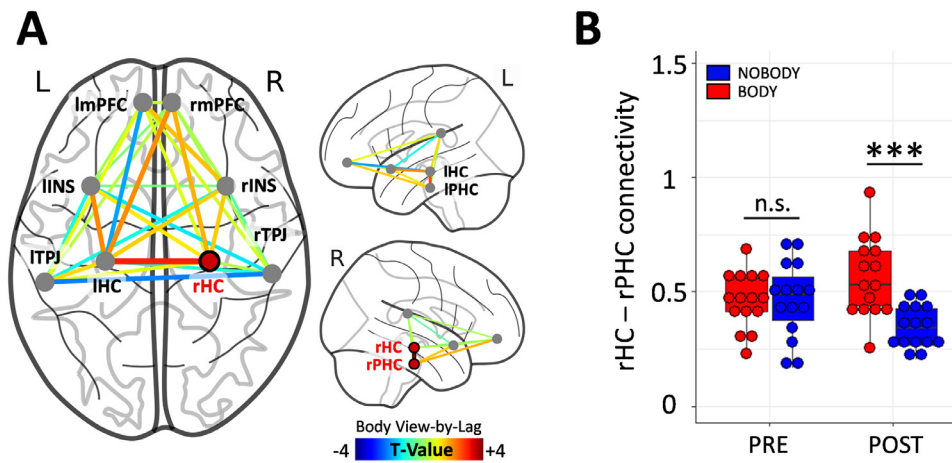 A
L
R
lmPFC
rmPFC
lINS
rINS
rTPJ
lTPJ
lHC
rHC
L
lHC
lPHC
R
rHC
rPHC
Body View-by-Lag
-4
T-Value
+4
B
rHC – rPHC connectivity
1.5
1
0.5
0
NOBODY
BODY
n.s.
***
PRE
POST